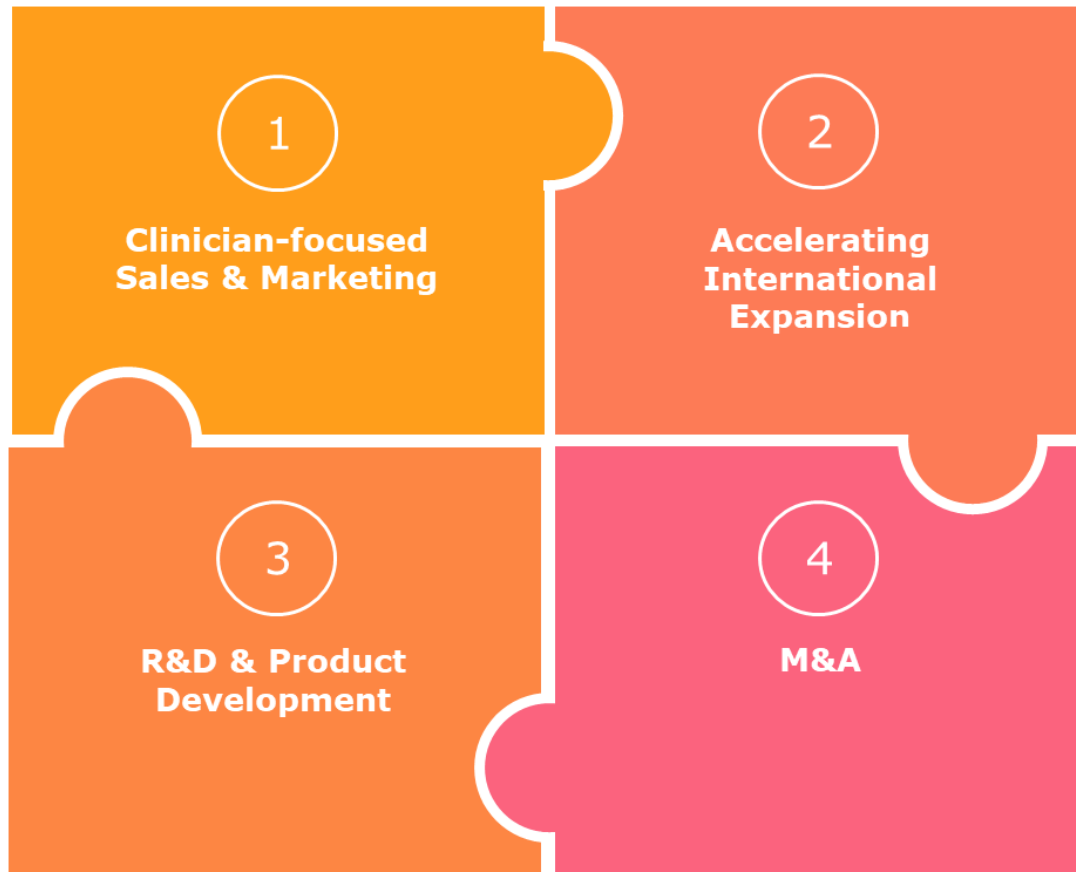 1
Clinician-focused
Sales & Marketing
2
Accelerating
International
Expansion
3
R&D & Product
Development
4
M&A